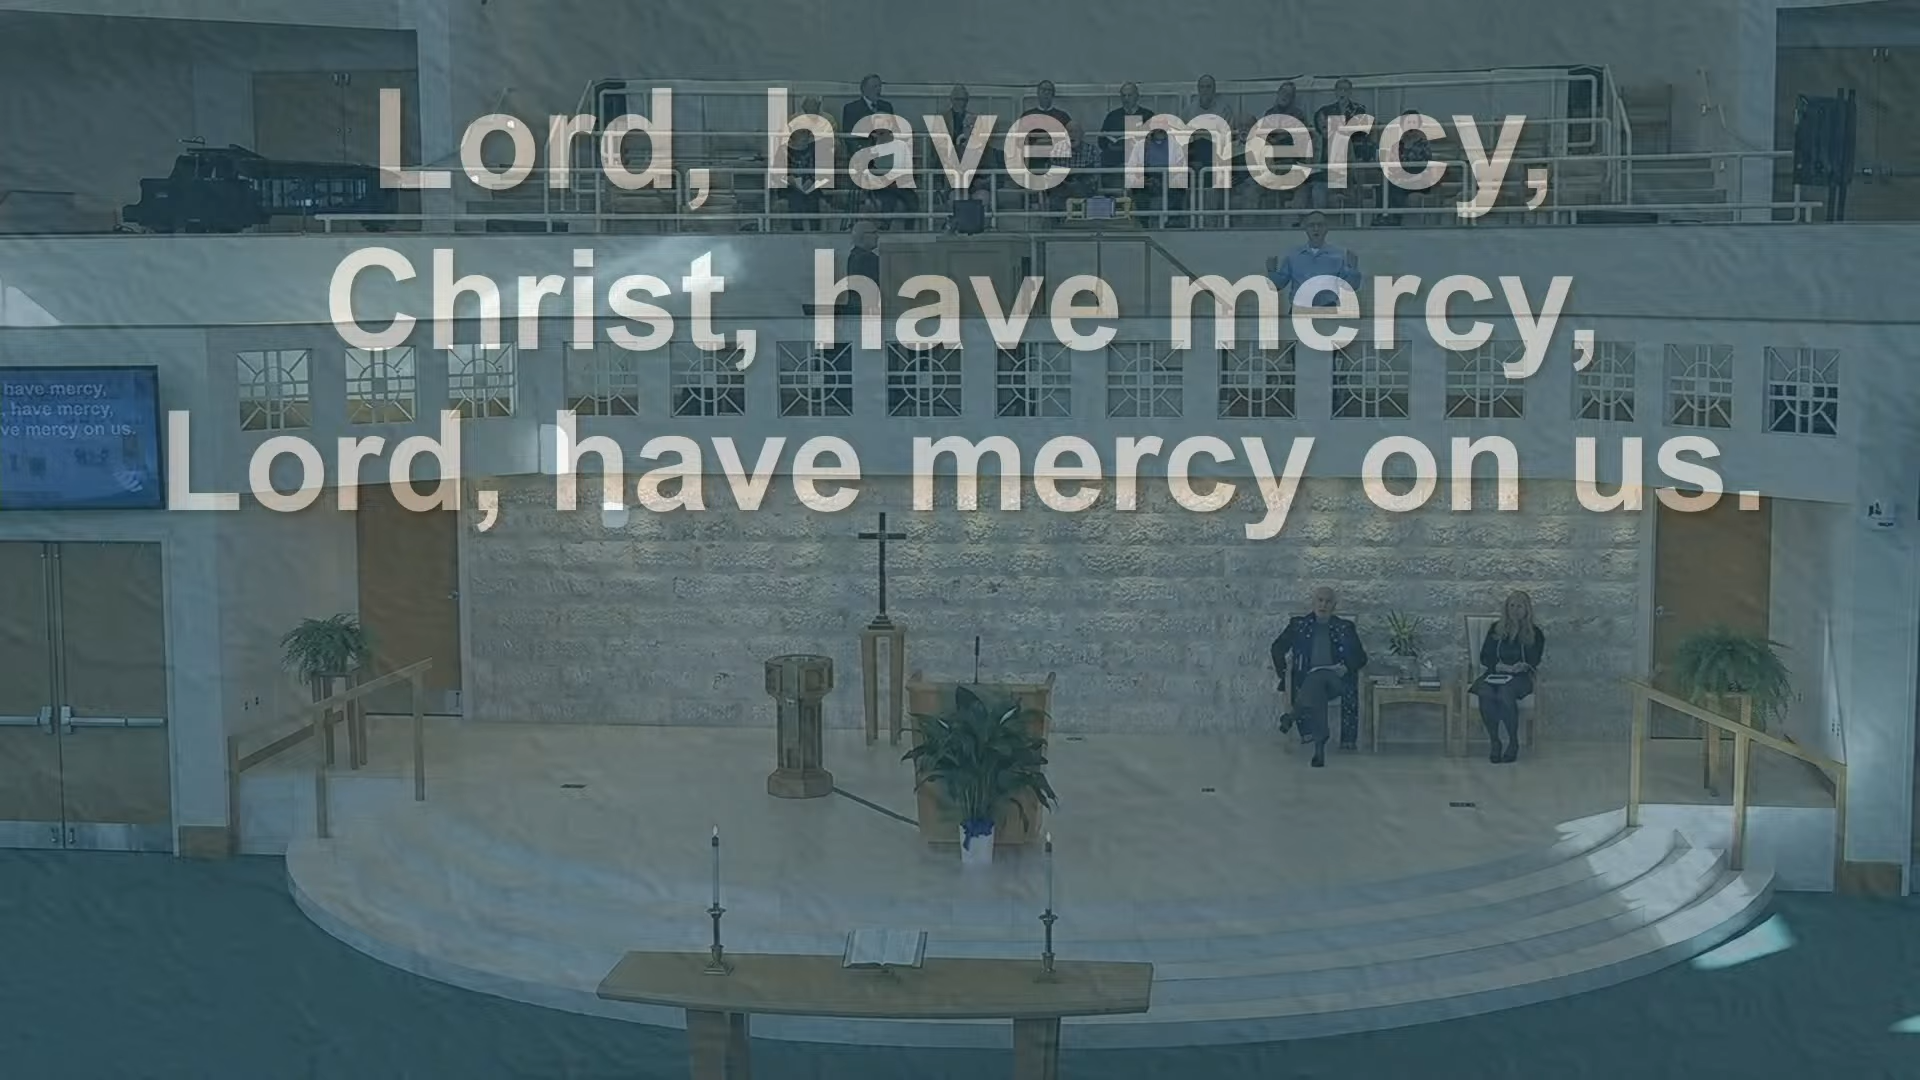 Lord, have mercy,
Christ, have mercy,
Lord, have mercy on us.
have mercy,
, have mercy,
ve mercy on us.